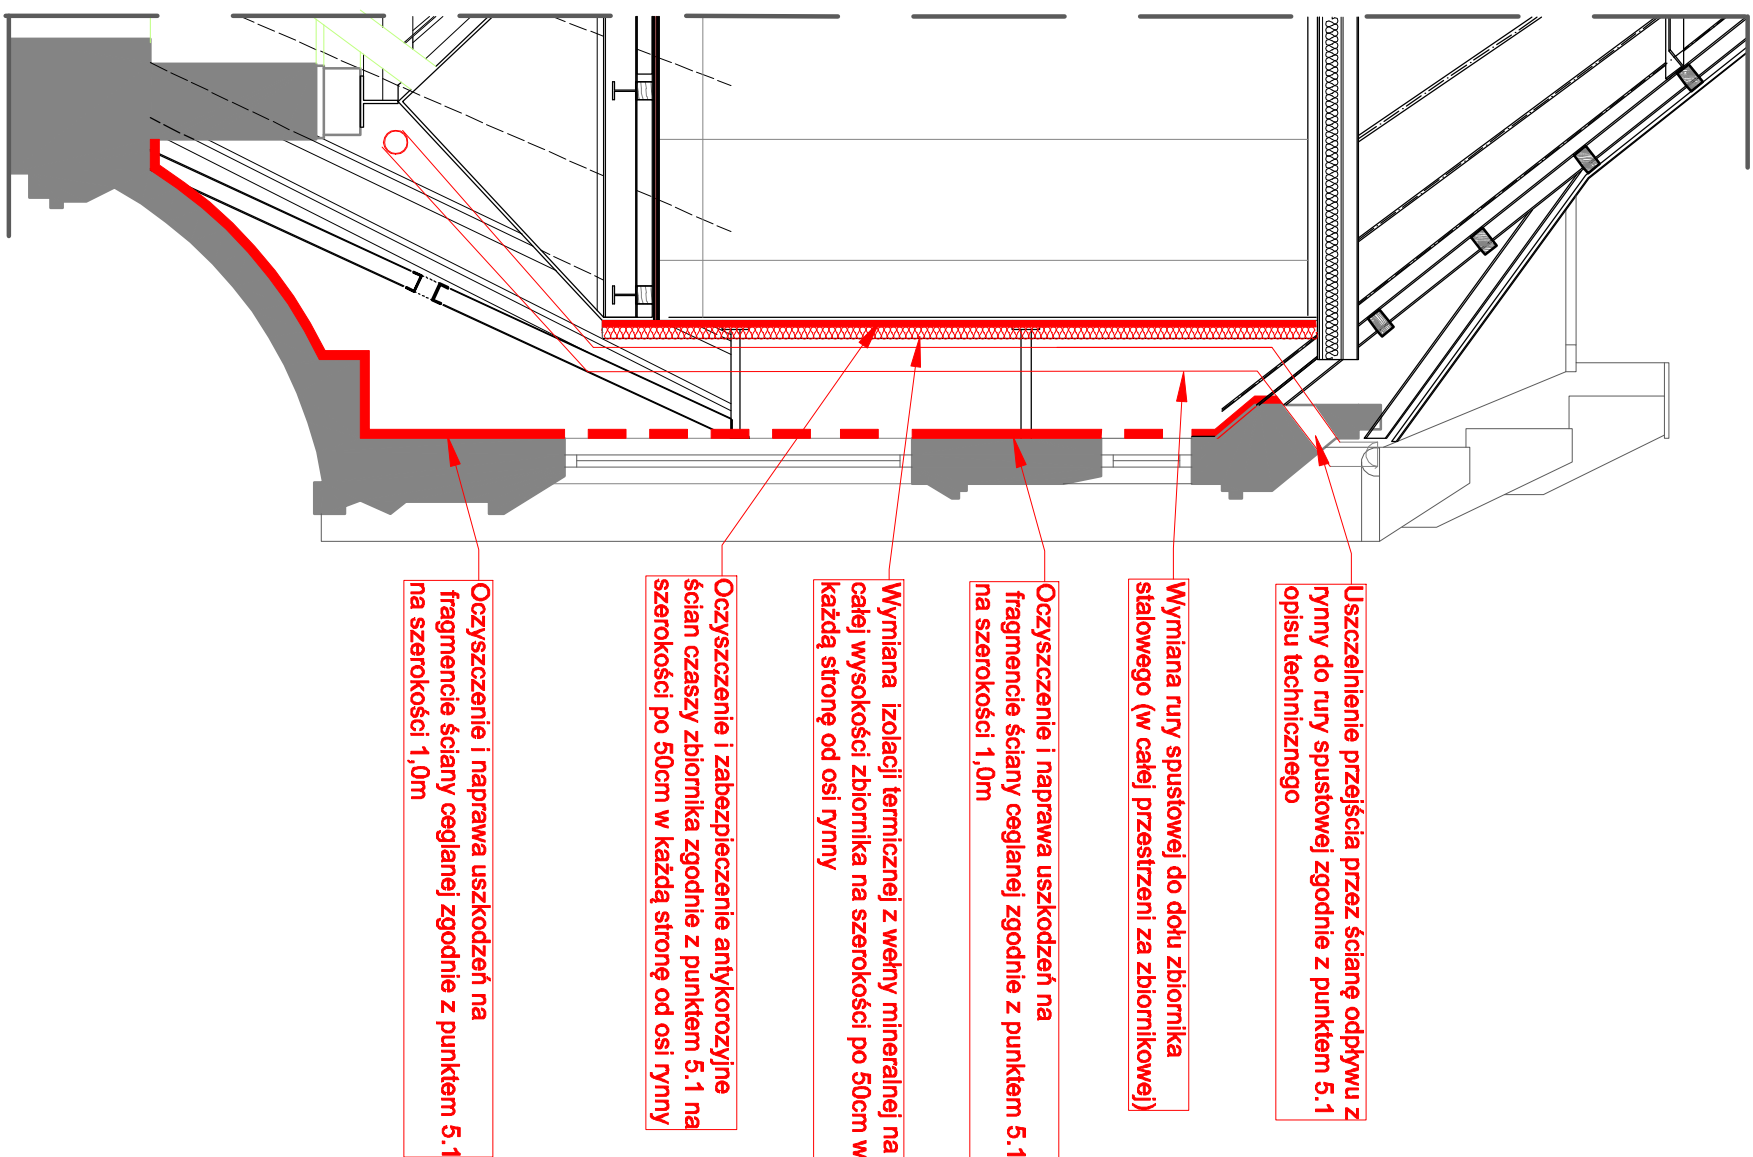 Uszczelnienie przejścia przez ścianę odpływu z
rynny do rury spustowej zgodnie z punktem 5.1
opisu technicznego
Wymiana rury spustowej do dołu zbiornika
stalowego (w całej przestrzeni za zbiornikowej)
Oczyszczenie i naprawa uszkodzeń na
fragmencie ściany ceglanej zgodnie z punktem 5.1
na szerokości 1,0m
Wymiana izolacji termicznej z wełny mineralnej na
całej wysokości zbiornika na szerokości po 50cm w
każdą stronę od osi rynny
Oczyszczenie i zabezpieczenie antykorozyjne
ścian czaszy zbiornika zgodnie z punktem 5.1 na
szerokości po 50cm w każdą stronę od osi rynny
Oczyszczenie i naprawa uszkodzeń na
fragmencie ściany ceglanej zgodnie z punktem 5.1
na szerokości 1,0m